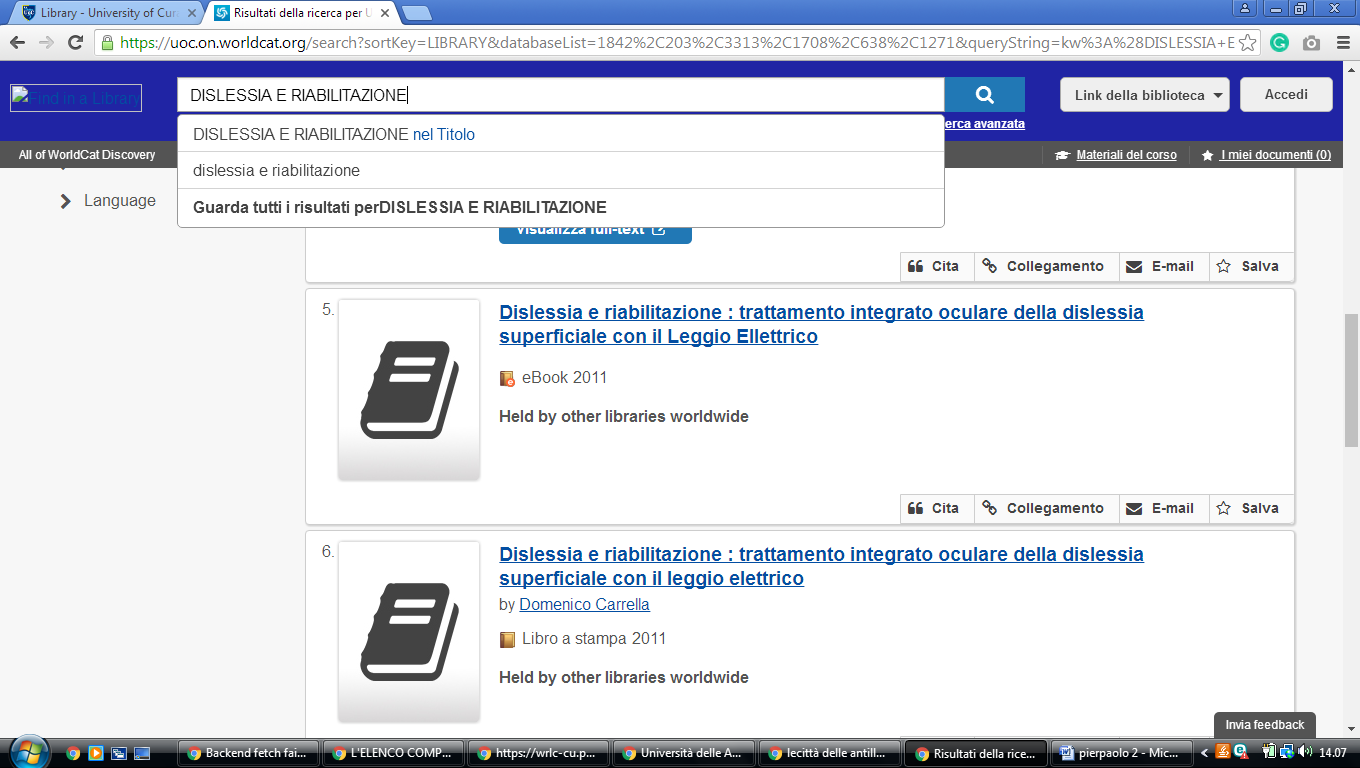 Library - University of Cur
Risultati della ricerca per U
https://uoc.on.worldcat.org/search?sortKey=LIBRARY&databaseList=1842%2C203%2C3313%2C1708%2C638%2C1271&queryString=kw%3A%28DISLESSIA+E
Find in a Library
DISLESSIA E RIABILITAZIONE
Link della biblioteca
Accedi
erca avanzata
DISLESSIA E RIABILITAZIONE nel Titolo
dislessia e riabilitazione
Guarda tutti i risultati perDISLESSIA E RIABILITAZIONE
All of WorldCat Discovery
Materiali del corso
I miei documenti (0)
Language
Visualizza full-text
Cita
Collegamento
E-mail
Salva
5.
Dislessia e riabilitazione : trattamento integrato oculare della dislessia
superficiale con il Leggio Ellettrico
eBook 2011
Held by other libraries worldwide
Cita
Collegamento
E-mail
Salva
6.
Dislessia e riabilitazione : trattamento integrato oculare della dislessia
superficiale con il leggio elettrico
by Domenico Carrella
Libro a stampa 2011
Held by other libraries worldwide
Invia feedback
Backend fetch fai...
L'ELENCO COMP...
https://wrlc-cu.p...
Università delle A...
lecittà delle antill...
Risultati della rice...
pierpaolo 2 - Mic...
14.07